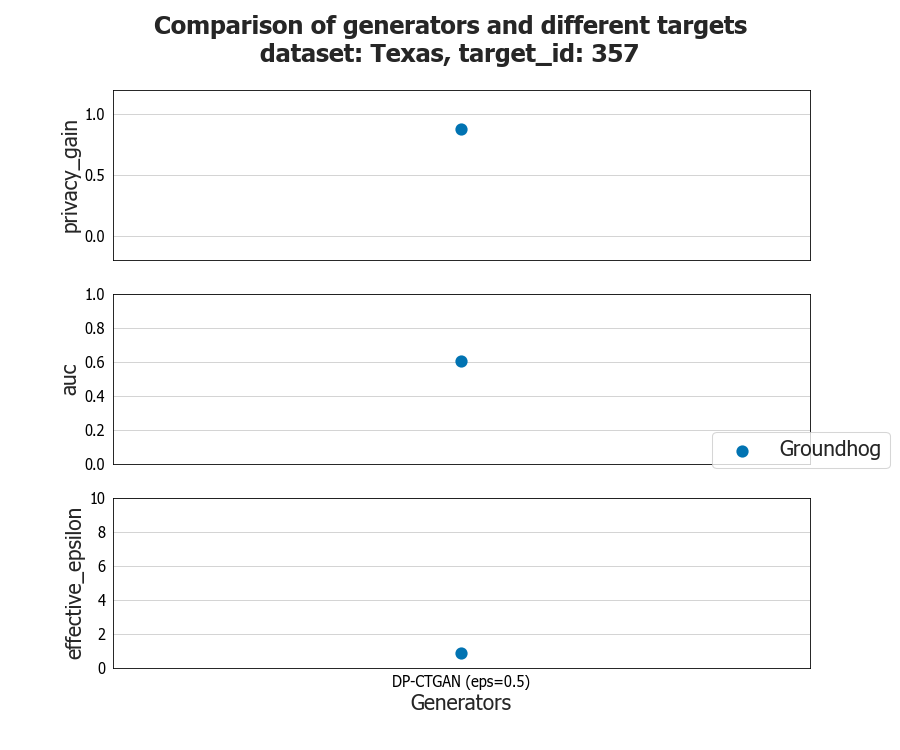 Comparison of generators and different targets
dataset: Texas, target_id: 357
privacy_gain
1.0
0.5
0.0
auc
1.0
0.8
0.6
0.4
0.2
0.0
Groundhog
effective_epsilon
10
8
6
4
2
0
DP-CTGAN (eps=0.5)
Generators